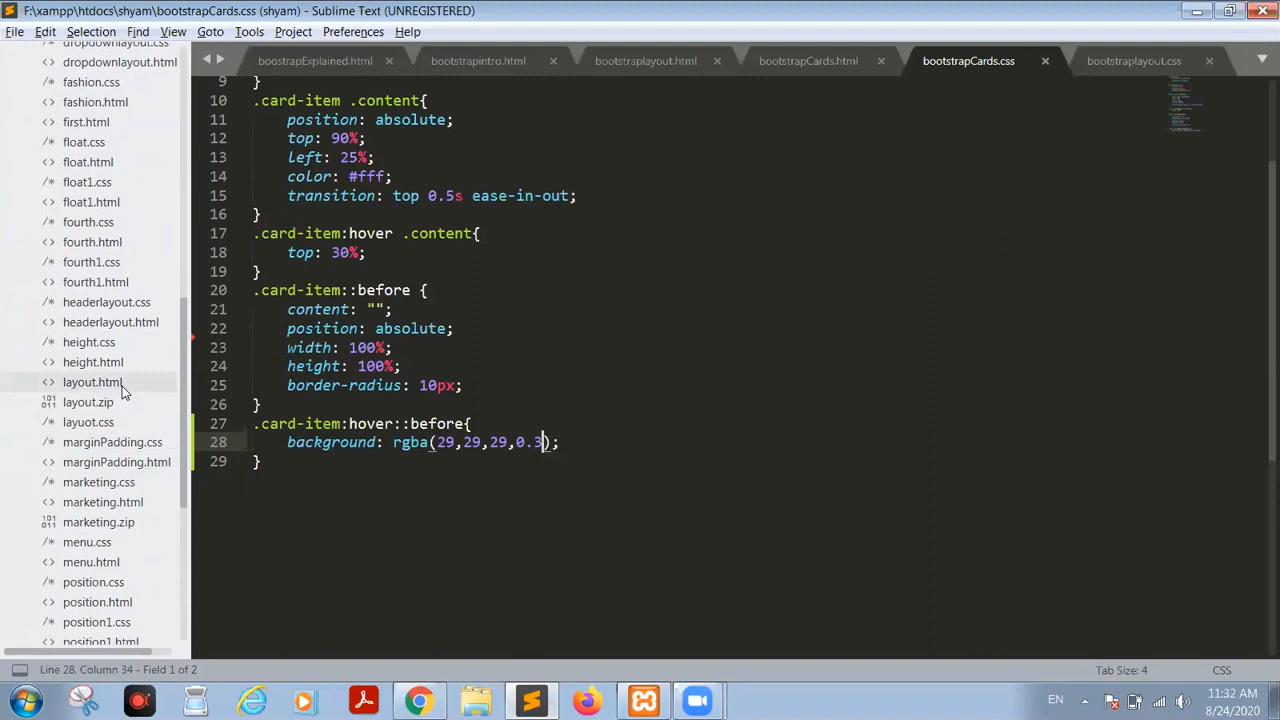 F:\xampp\htdocs\shyam\bootstrapCards.css (shyam) - Sublime Text (UNREGISTERED)
File Edit Selection Find View Goto Tools Project Preferences Help
boostrapExplained.html bootstrapintro.html bootstraplayout.html bootstrapCards.html bootstrapCards.css bootstraplayout.css
dropdownlayout.css
dropdownlayout.html
fashion.css
fashion.html
first.html
float.css
float.html
float1.css
float1.html
fourth.css
fourth.html
fourth1.css
fourth1.html
headerlayout.css
headerlayout.html
height.css
height.html
layout.html
layout.zip
layuot.css
marginPadding.css
marginPadding.html
marketing.css
marketing.html
marketing.zip
menu.css
menu.html
position.css
position.html
position1.css
position1.html
9 }
10 .card-item .content{
11 position: absolute;
12 top: 90%;
13 left: 25%;
14 color: #fff;
15 transition: top 0.5s ease-in-out;
16 }
17 .card-item:hover .content{
18 top: 30%;
19 }
20 .card-item::before {
21 content: "";
22 position: absolute;
23 width: 100%;
24 height: 100%;
25 border-radius: 10px;
26 }
27 .card-item:hover::before{
28 background: rgba(29,29,29,0.3);
29 }
Line 28, Column 34 - Field 1 of 2 Tab Size: 4 CSS
EN 11:32 AM
8/24/2020